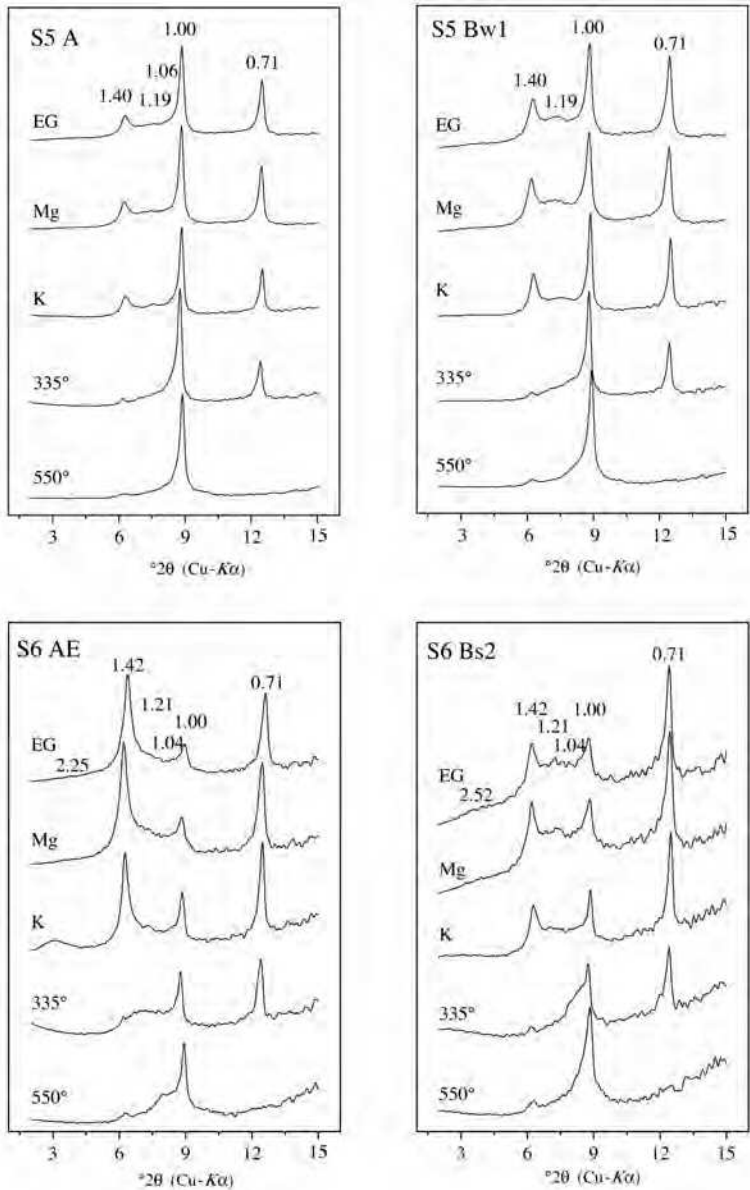 S5 A
1.00
1.06
1.40 1.19
0.71
EG
Mg
K
335°
550°
3 6 9 12 15
°2θ (Cu-Kα)
S5 Bw1
1.00
0.71
1.40
1.19
EG
Mg
K
335°
550°
3 6 9 12 15
°2θ (Cu-Kα)
S6 AE
1.42
0.71
1.21
1.00
1.04
EG
2.25
Mg
K
335°
550°
3 6 9 12 15
°2θ (Cu-Kα)
S6 Bs2
0.71
1.42 1.00
1.21
1.04
EG
2.52
Mg
K
335°
550°
3 6 9 12 15
°2θ (Cu-Kα)